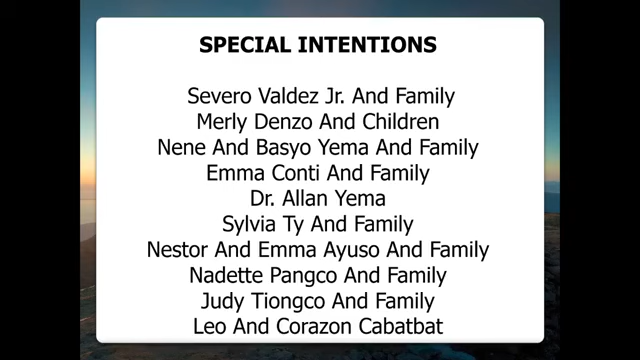 SPECIAL INTENTIONS
Severo Valdez Jr. And Family
Merly Denzo And Children
Nene And Basyo Yema And Family
Emma Conti And Family
Dr. Allan Yema
Sylvia Ty And Family
Nestor And Emma Ayuso And Family
Nadette Pangco And Family
Judy Tiongco And Family
Leo And Corazon Cabatbat